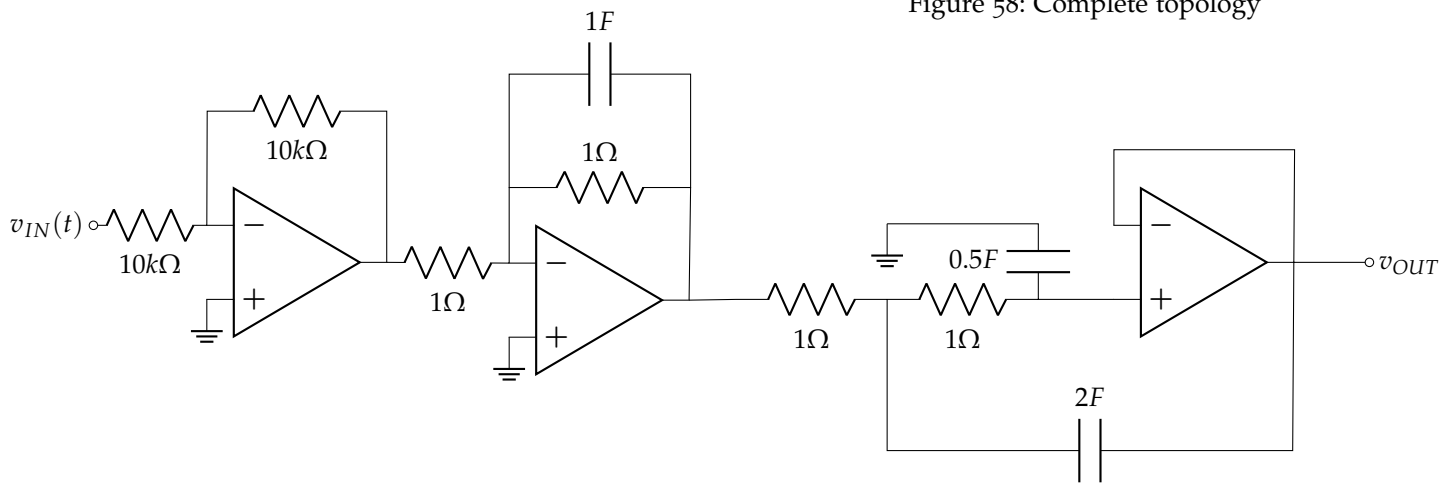 Figure 58: Complete topology
1F
10kΩ
1Ω
v_IN(t)
10kΩ
−
+
1Ω
−
+
1Ω
0.5F
1Ω
−
+
v_OUT
2F